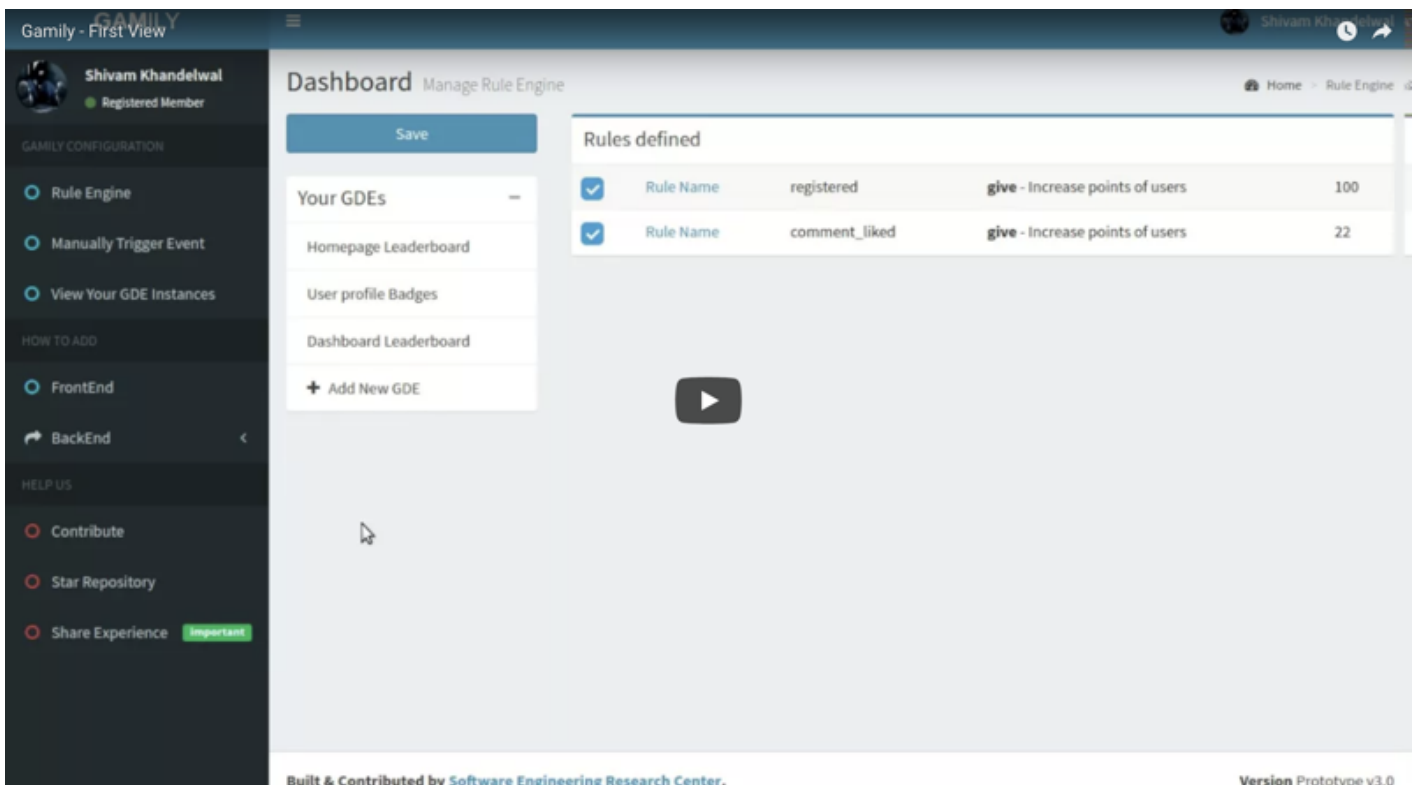 Gamily - First View
GAMILY
Shivam Khandelwal
Shivam Khandelwal
Registered Member
GAMILY CONFIGURATION
Rule Engine
Manually Trigger Event
View Your GDE Instances
HOW TO ADD
FrontEnd
BackEnd
HELP US
Contribute
Star Repository
Share Experience Important
Dashboard Manage Rule Engine
Home > Rule Engine
Save
Your GDEs
Homepage Leaderboard
User profile Badges
Dashboard Leaderboard
+ Add New GDE
Rules defined
Rule Name registered give - Increase points of users 100
Rule Name comment_liked give - Increase points of users 22
Built & Contributed by Software Engineering Research Center.
Version Prototype v3.0